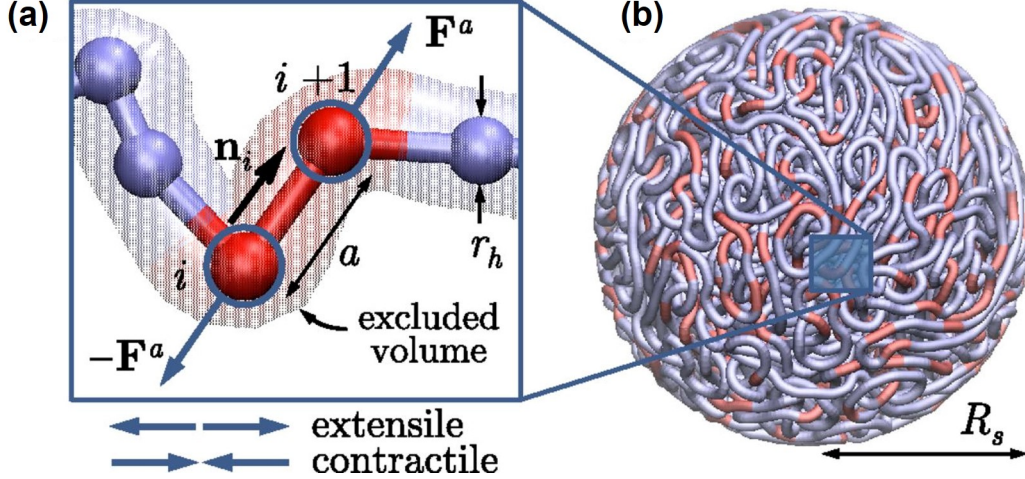 (a)
(b)
F^a
i + 1
n_i
r_h
a
i
excluded
volume
−F^a
R_s
extensile
contractile